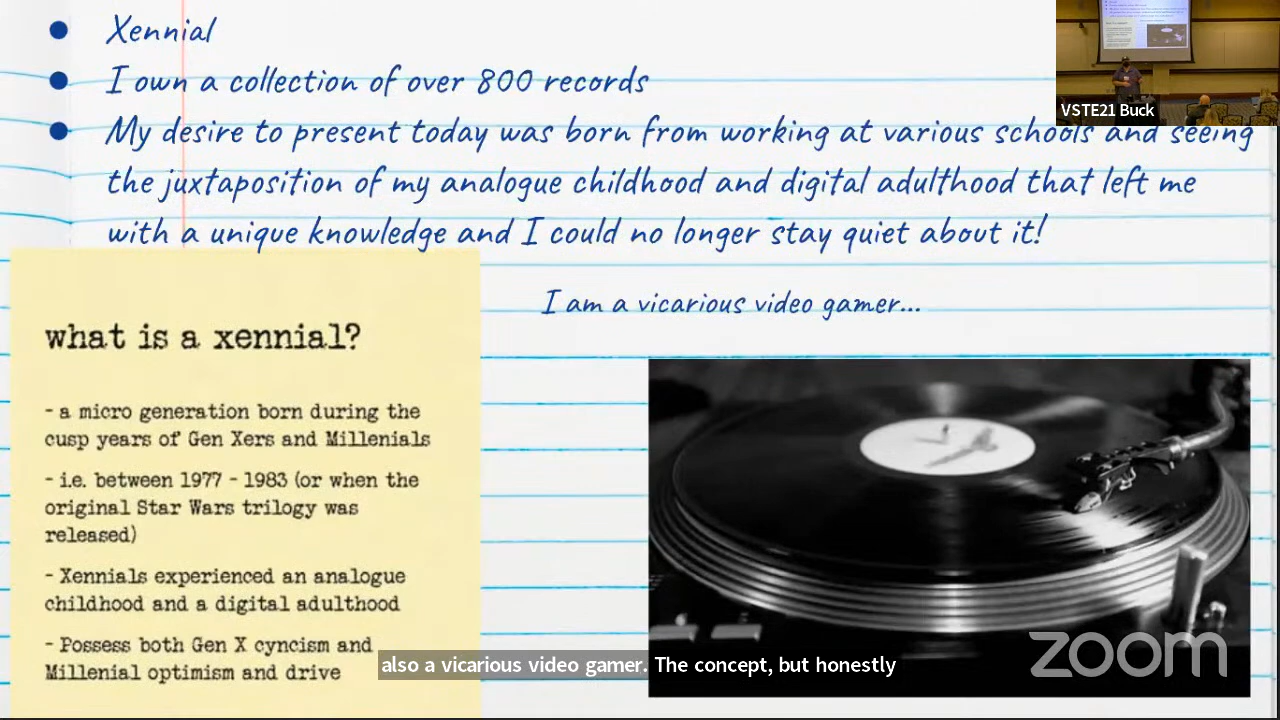 Xennial
I own a collection of over 800 records
My desire to present today was born from working at various schools and seeing
the juxtaposition of my analogue childhood and digital adulthood that left me
with a unique knowledge and I could no longer stay quiet about it!
VSTE21 Buck
I am a vicarious video gamer...
what is a xennial?
- a micro generation born during the
cusp years of Gen Xers and Millenials
- i.e. between 1977 - 1983 (or when the
original Star Wars trilogy was
released)
- Xennials experienced an analogue
childhood and a digital adulthood
- Possess both Gen X cyncism and
Millenial optimism and drive
also a vicarious video gamer. The concept, but honestly
zoom